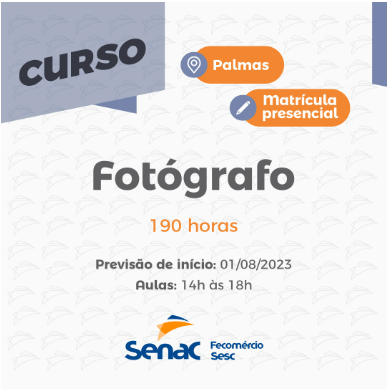 CURSO
Palmas
Matrícula
presencial
Fotógrafo
190 horas
Previsão de início: 01/08/2023
Aulas: 14h às 18h
Senac
Fecomércio
Sesc